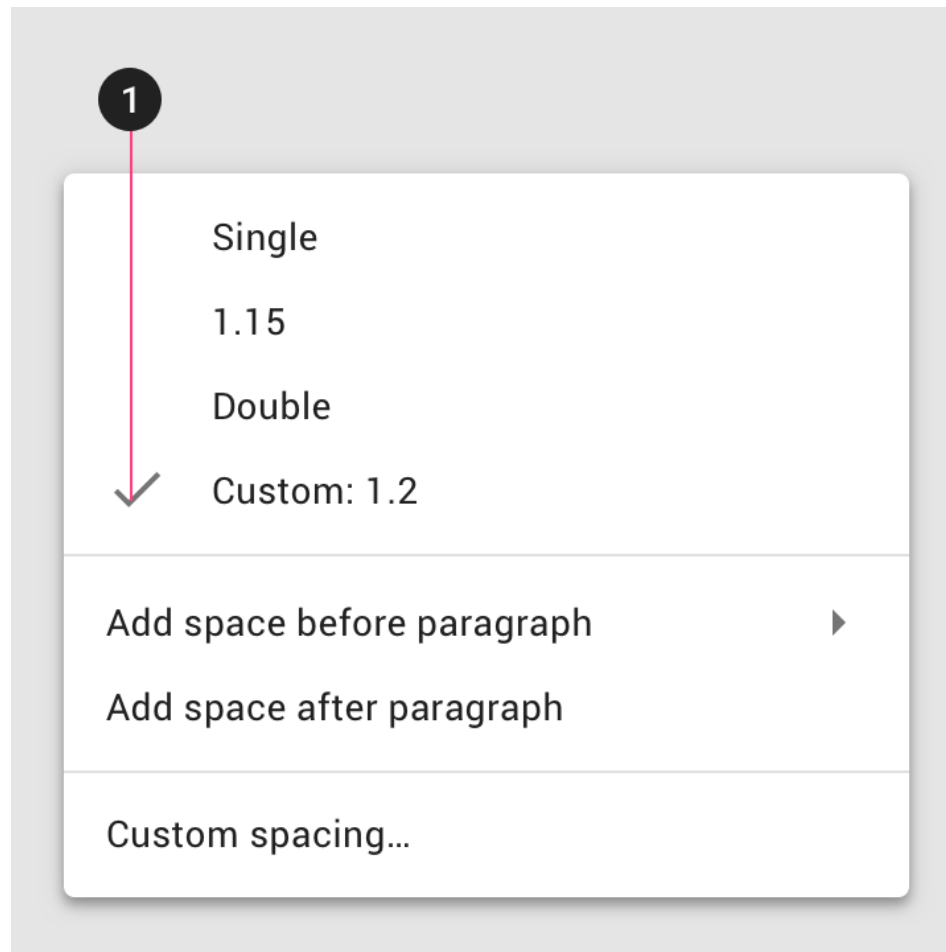 1
Single
1.15
Double
Custom: 1.2
Add space before paragraph
Add space after paragraph
Custom spacing…